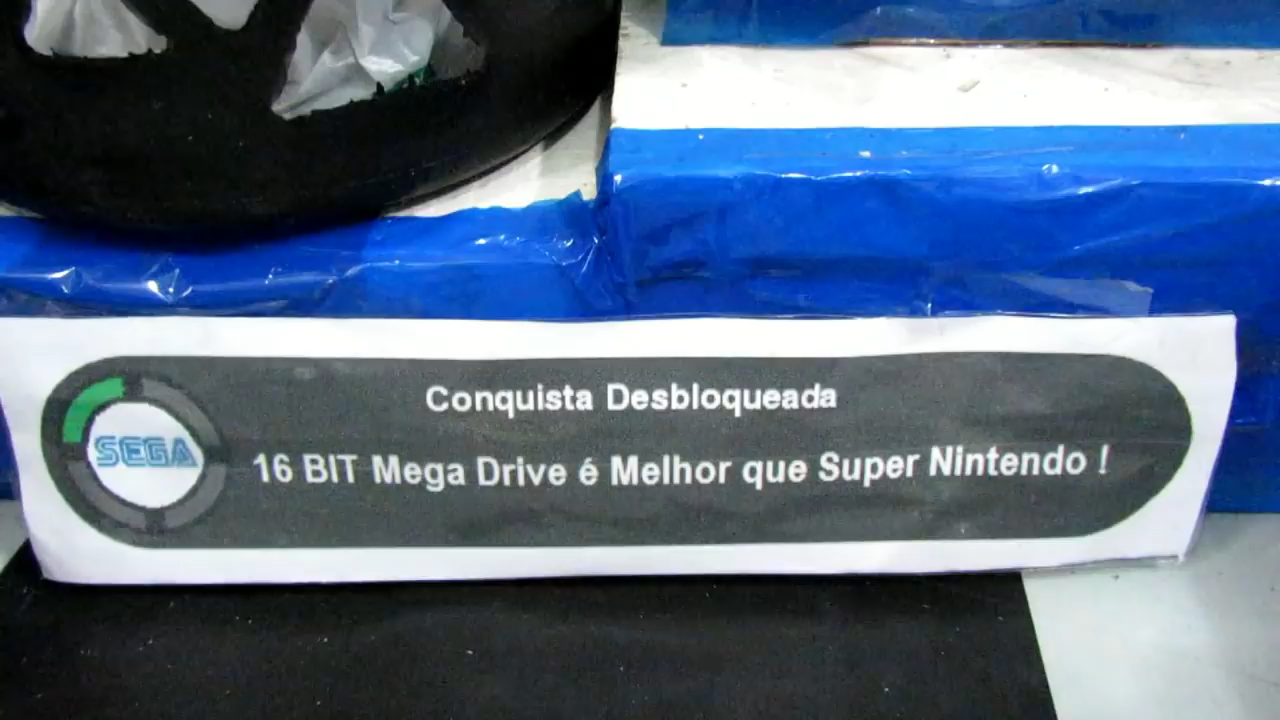 Conquista Desbloqueada
SEGA
16 BIT Mega Drive é Melhor que Super Nintendo !